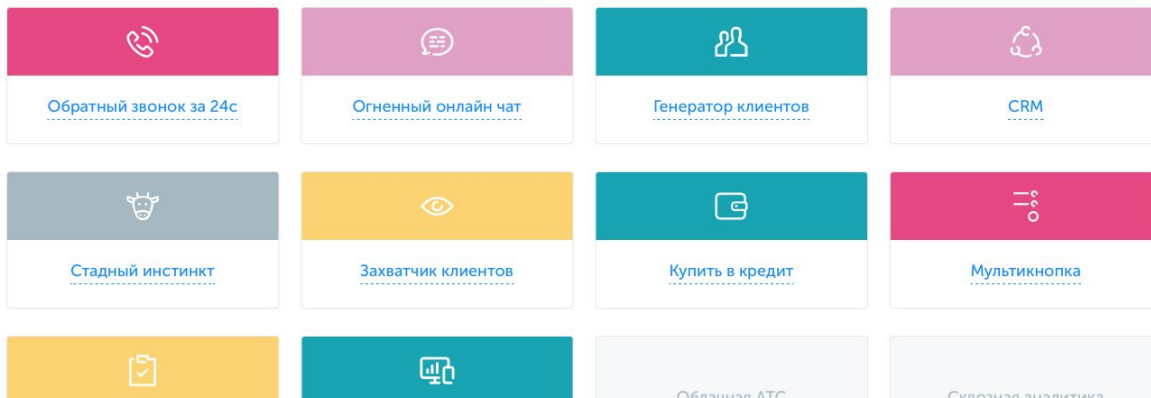 Обратный звонок за 24с
Огненный онлайн чат
Генератор клиентов
CRM
Стадный инстинкт
Захватчик клиентов
Купить в кредит
Мультикнопка
Облачная АТС
Сквозная аналитика